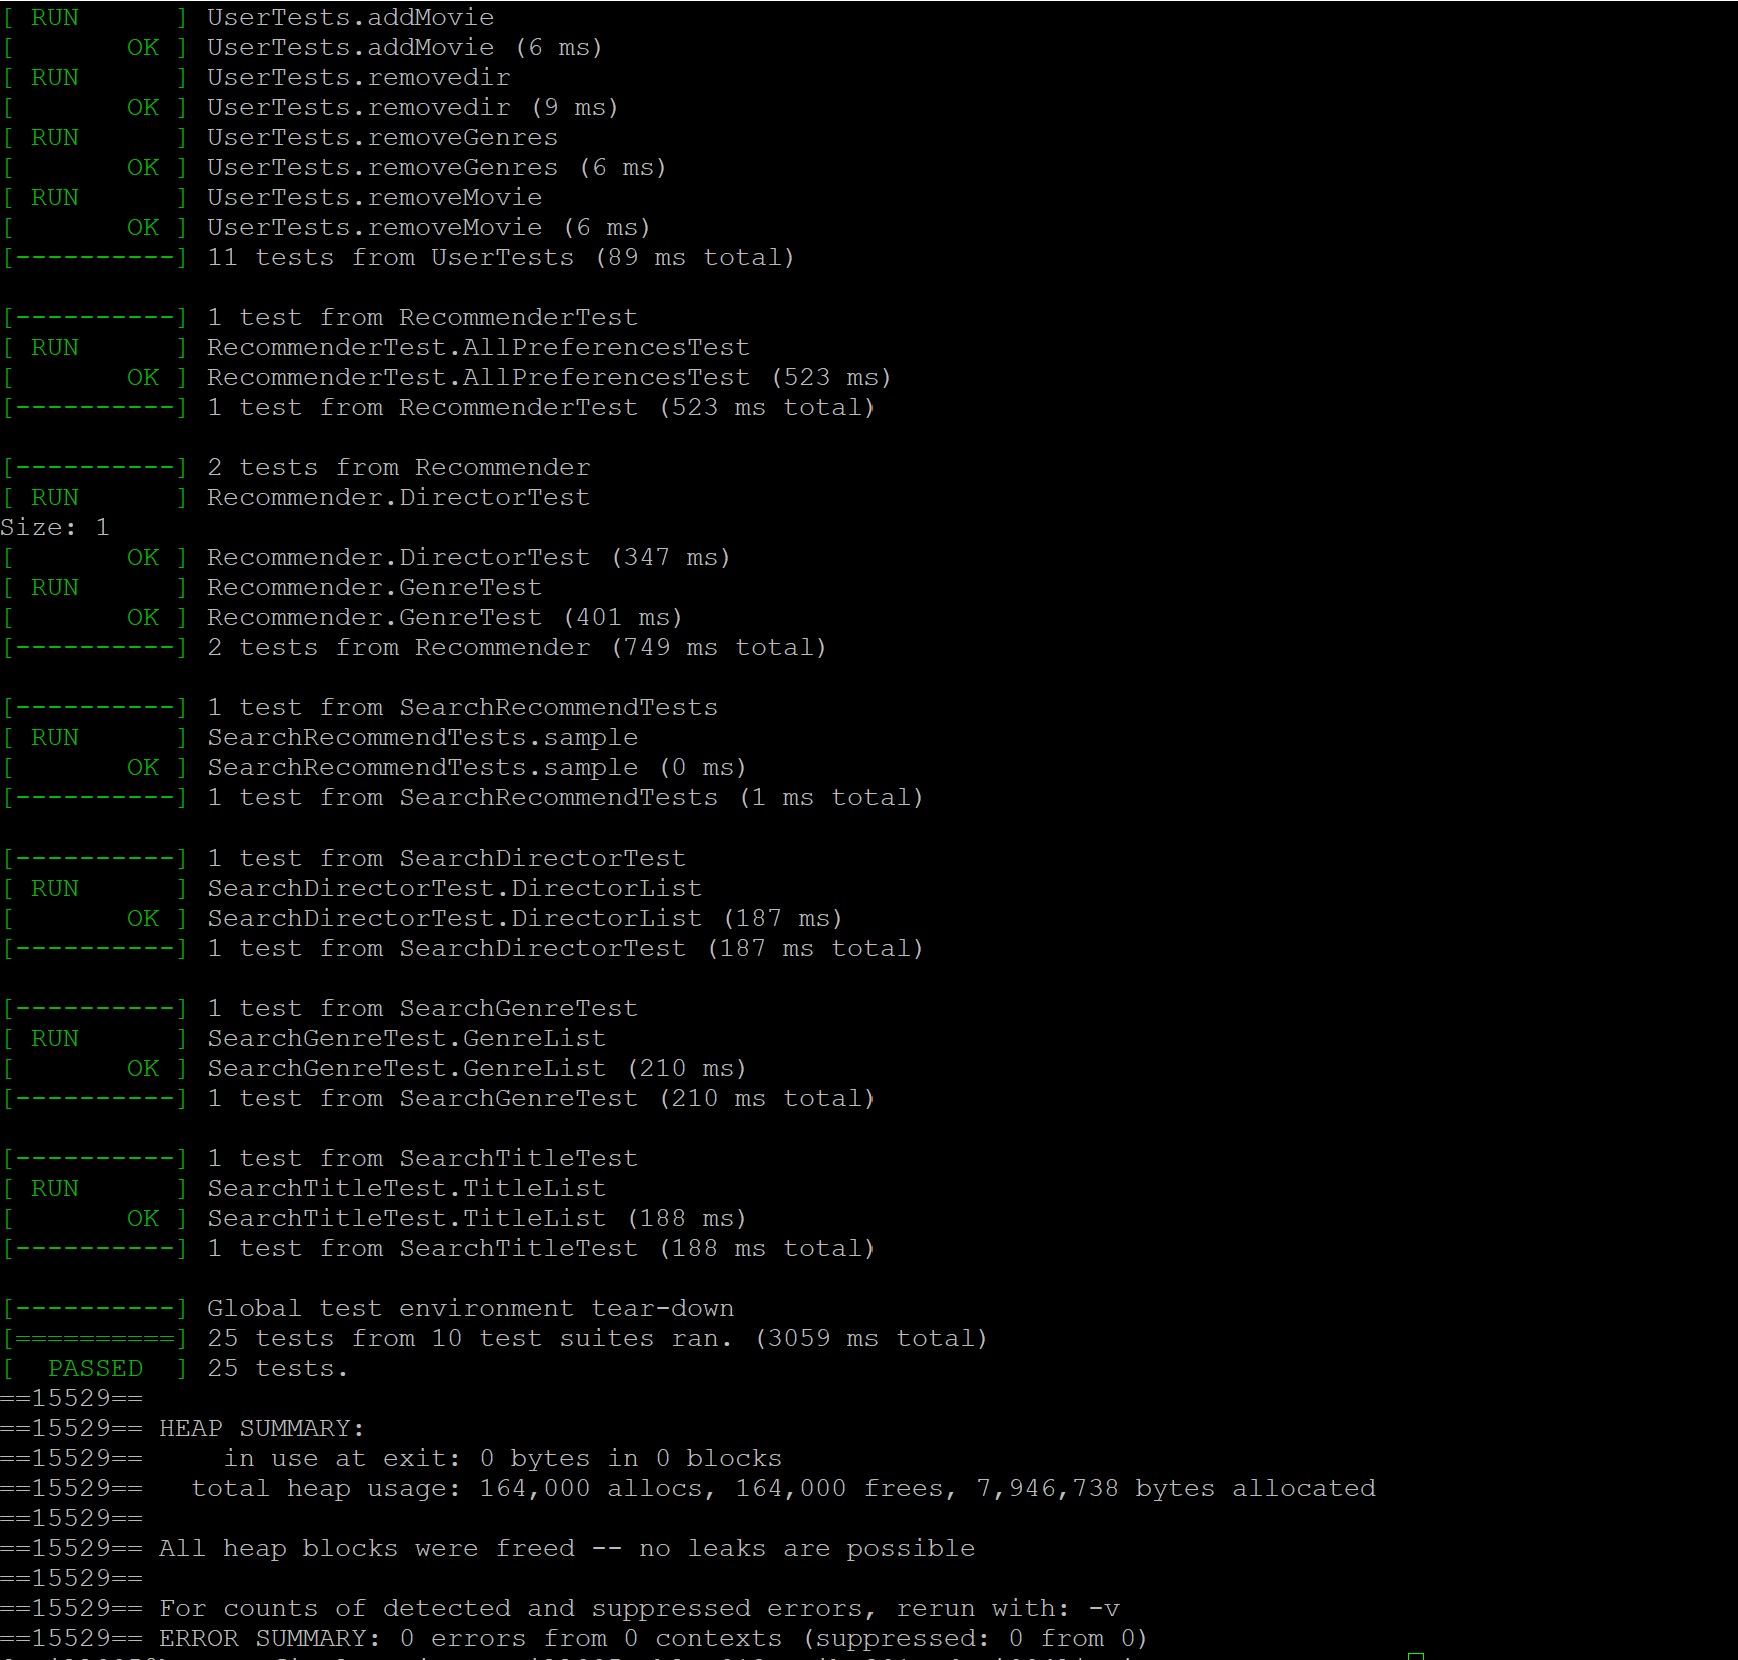 [ RUN      ] UserTests.addMovie
[       OK ] UserTests.addMovie (6 ms)
[ RUN      ] UserTests.removedir
[       OK ] UserTests.removedir (9 ms)
[ RUN      ] UserTests.removeGenres
[       OK ] UserTests.removeGenres (6 ms)
[ RUN      ] UserTests.removeMovie
[       OK ] UserTests.removeMovie (6 ms)
[----------] 11 tests from UserTests (89 ms total)
[----------] 1 test from RecommenderTest
[ RUN      ] RecommenderTest.AllPreferencesTest
[       OK ] RecommenderTest.AllPreferencesTest (523 ms)
[----------] 1 test from RecommenderTest (523 ms total)
[----------] 2 tests from Recommender
[ RUN      ] Recommender.DirectorTest
Size: 1
[       OK ] Recommender.DirectorTest (347 ms)
[ RUN      ] Recommender.GenreTest
[       OK ] Recommender.GenreTest (401 ms)
[----------] 2 tests from Recommender (749 ms total)
[----------] 1 test from SearchRecommendTests
[ RUN      ] SearchRecommendTests.sample
[       OK ] SearchRecommendTests.sample (0 ms)
[----------] 1 test from SearchRecommendTests (1 ms total)
[----------] 1 test from SearchDirectorTest
[ RUN      ] SearchDirectorTest.DirectorList
[       OK ] SearchDirectorTest.DirectorList (187 ms)
[----------] 1 test from SearchDirectorTest (187 ms total)
[----------] 1 test from SearchGenreTest
[ RUN      ] SearchGenreTest.GenreList
[       OK ] SearchGenreTest.GenreList (210 ms)
[----------] 1 test from SearchGenreTest (210 ms total)
[----------] 1 test from SearchTitleTest
[ RUN      ] SearchTitleTest.TitleList
[       OK ] SearchTitleTest.TitleList (188 ms)
[----------] 1 test from SearchTitleTest (188 ms total)
[----------] Global test environment tear-down
[==========] 25 tests from 10 test suites ran. (3059 ms total)
[  PASSED  ] 25 tests.
==15529==
==15529== HEAP SUMMARY:
==15529==     in use at exit: 0 bytes in 0 blocks
==15529==   total heap usage: 164,000 allocs, 164,000 frees, 7,946,738 bytes allocated
==15529==
==15529== All heap blocks were freed -- no leaks are possible
==15529==
==15529== For counts of detected and suppressed errors, rerun with: -v
==15529== ERROR SUMMARY: 0 errors from 0 contexts (suppressed: 0 from 0)